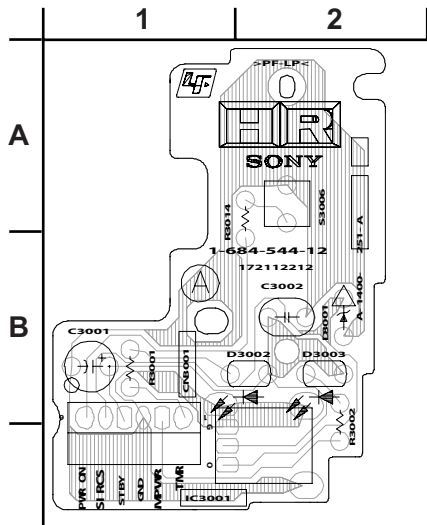 1
2
A
B
>PF-LP<
HR
SONY
S3006
R3014
251- A
A-1400-
1-684-544-12
172112212
A
C3002
D3001
C3001
R3001
CN3001
D3002
D3003
R3002
PWR ON
SI RCS
STBY
GND
IMPWR
TMR
IC3001